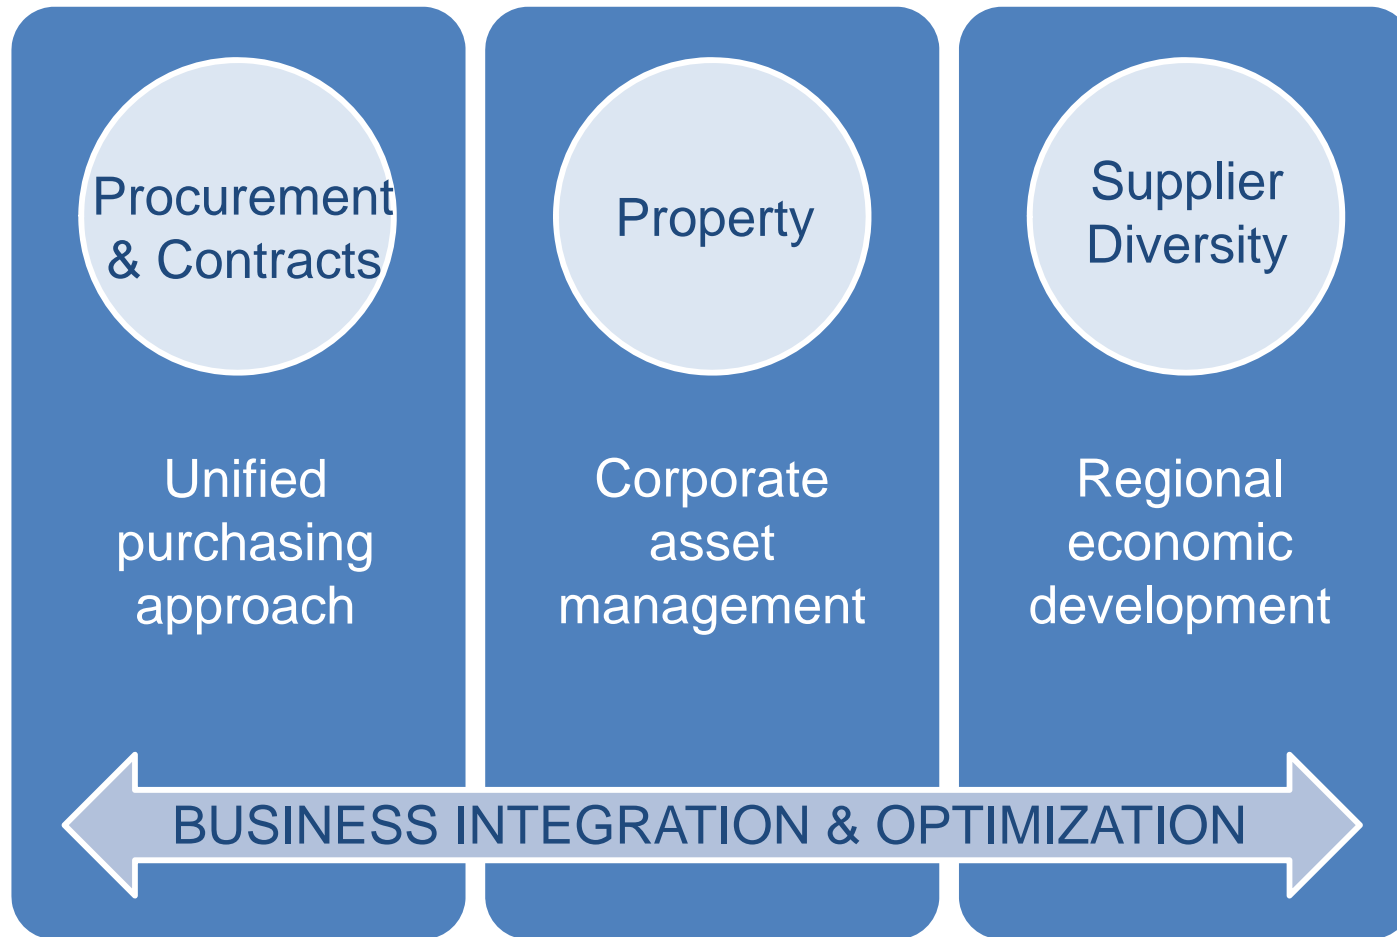 Procurement
& Contracts
Unified
purchasing
approach
Property
Corporate
asset
management
Supplier
Diversity
Regional
economic
development
BUSINESS INTEGRATION & OPTIMIZATION